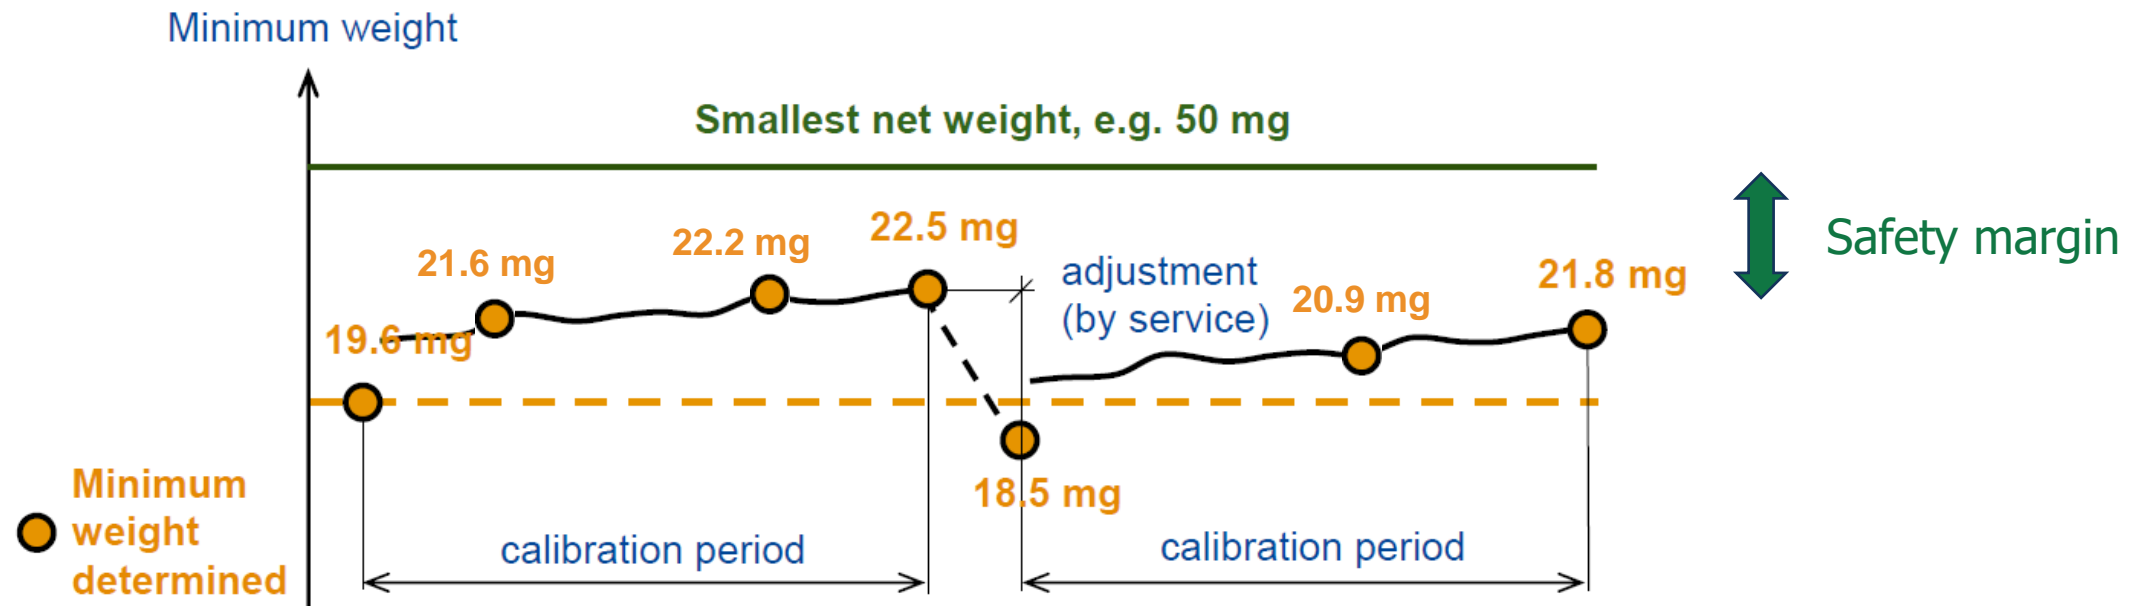 Minimum weight
Smallest net weight, e.g. 50 mg
22.5 mg
22.2 mg
21.6 mg
19.6 mg
adjustment
(by service)
20.9 mg
21.8 mg
Safety margin
18.5 mg
Minimum
weight
determined
calibration period
calibration period